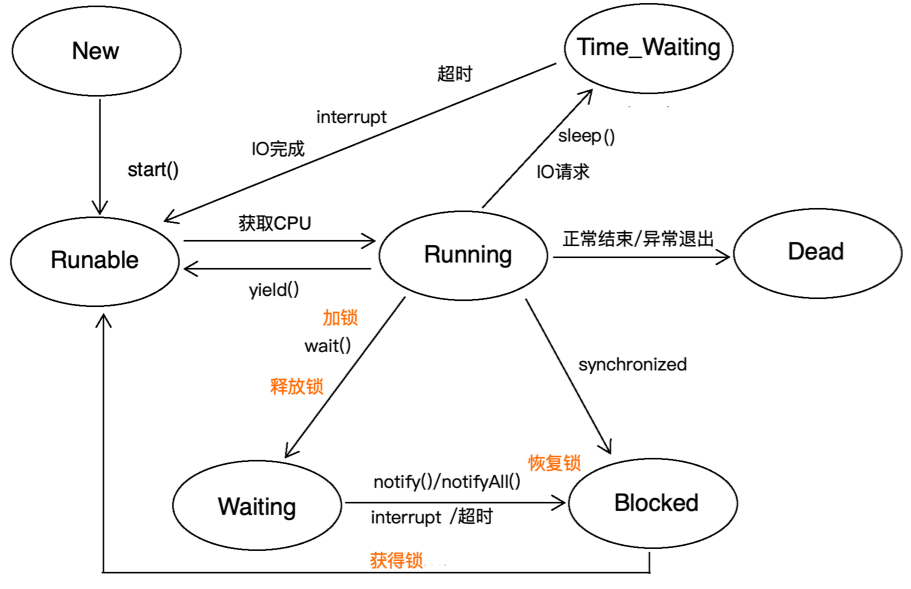 New
Time_Waiting
超时
interrupt
IO完成
sleep()
IO请求
start()
获取CPU
正常结束/异常退出
Runable
Running
Dead
yield()
加锁
wait()
释放锁
synchronized
恢复锁
notify()/notifyAll()
Waiting
Blocked
interrupt /超时
获得锁